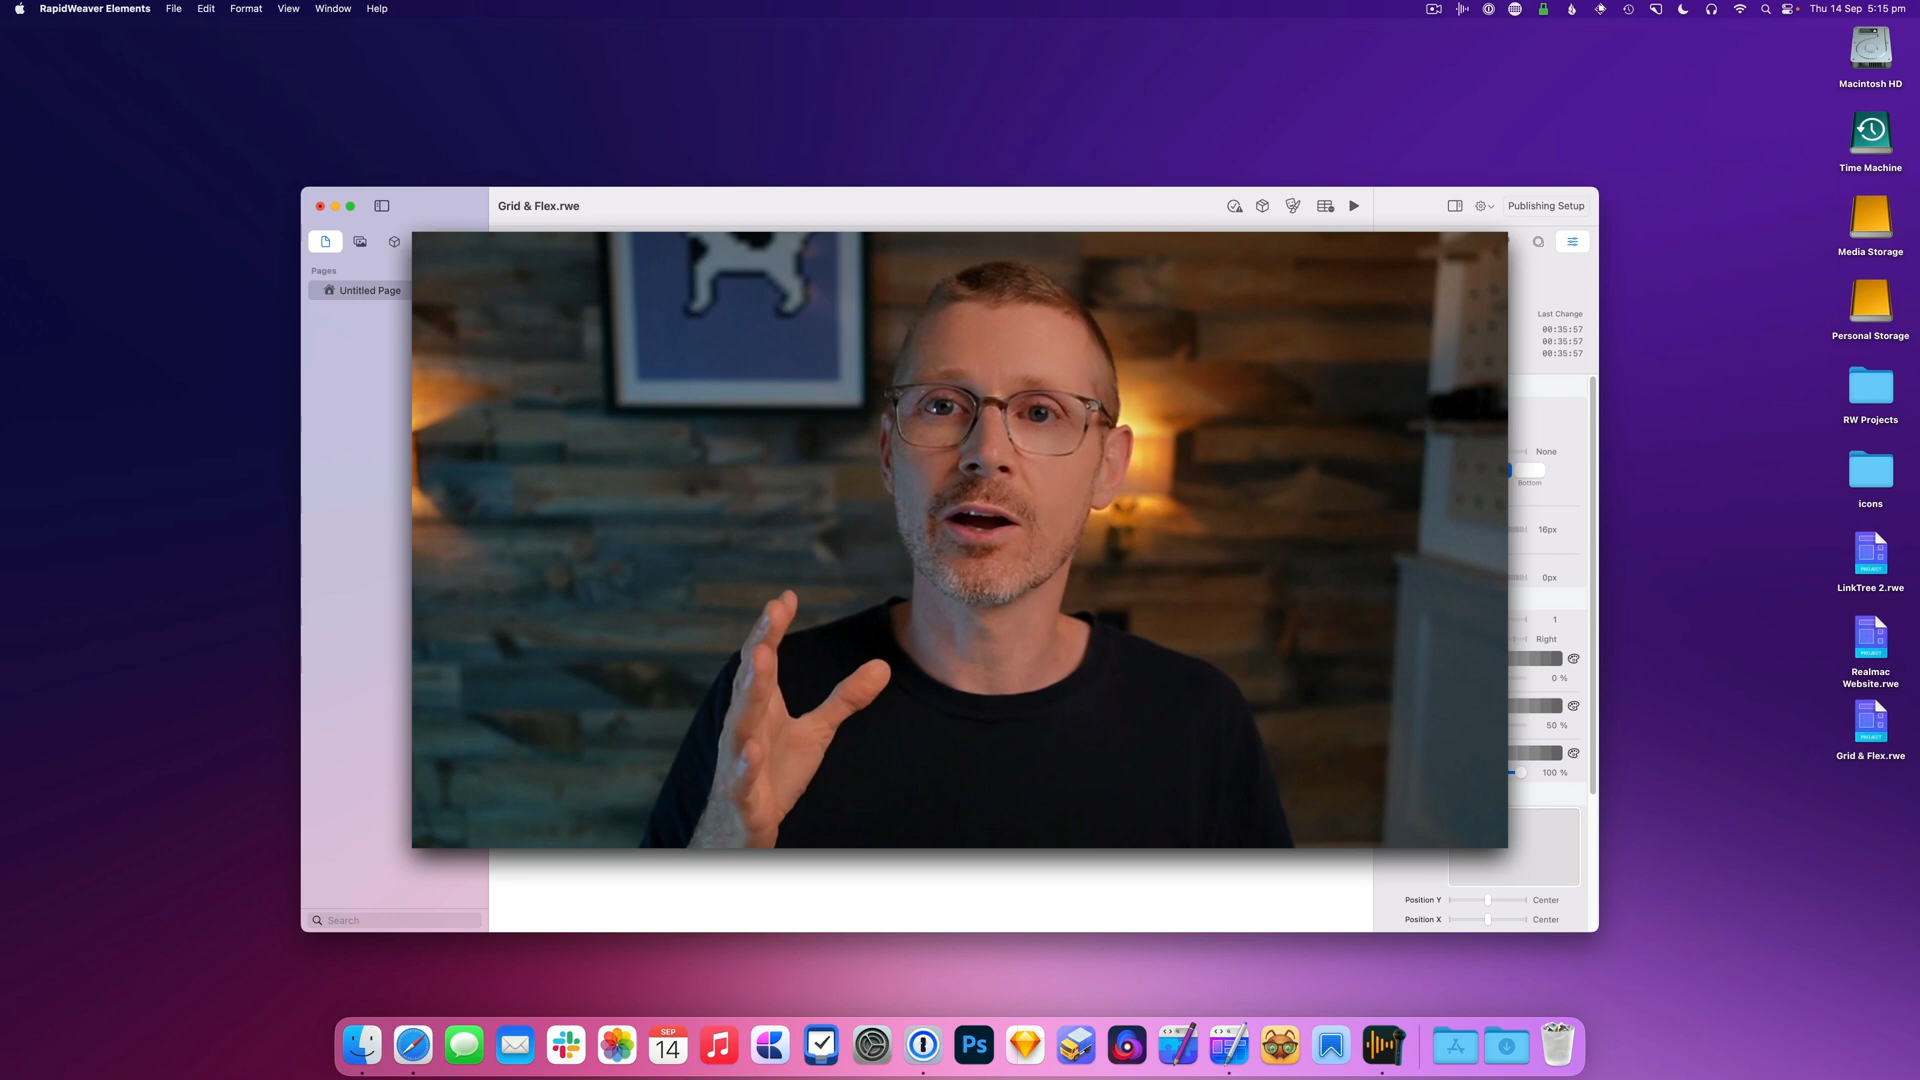 RapidWeaver Elements File Edit Format View Window Help
Thu 14 Sep 5:15 pm
Macintosh HD
Time Machine
Media Storage
Personal Storage
RW Projects
icons
PROJECT
LinkTree 2.rwe
PROJECT
Realmac
Website.rwe
PROJECT
Grid & Flex.rwe
Grid & Flex.rwe
Publishing Setup
Pages
Untitled Page
Last Change
00:35:57
00:35:57
00:35:57
None
Bottom
16px
0px
1
Right
0 %
50 %
100 %
Position Y Center
Position X Center
Search
SEP
14
Ps